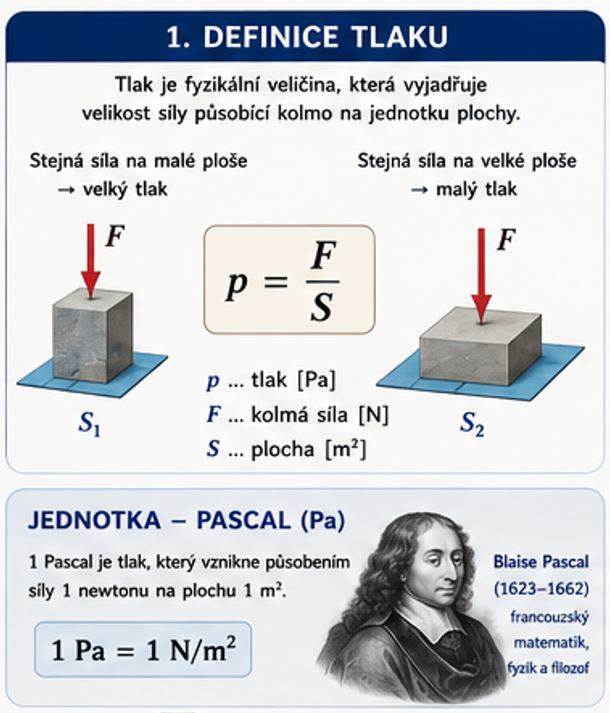 1. DEFINICE TLAKU
Tlak je fyzikální veličina, která vyjadřuje
velikost síly působící kolmo na jednotku plochy.
Stejná síla na malé ploše
→ velký tlak
Stejná síla na velké ploše
→ malý tlak
F
p = F/S
F
p ... tlak [Pa]
F ... kolmá síla [N]
S ... plocha [m²]
S₁
S₂
JEDNOTKA – PASCAL (Pa)
1 Pascal je tlak, který vznikne působením
síly 1 newtonu na plochu 1 m².
1 Pa = 1 N/m²
Blaise Pascal
(1623–1662)
francouzský
matematik,
fyzik a filozof